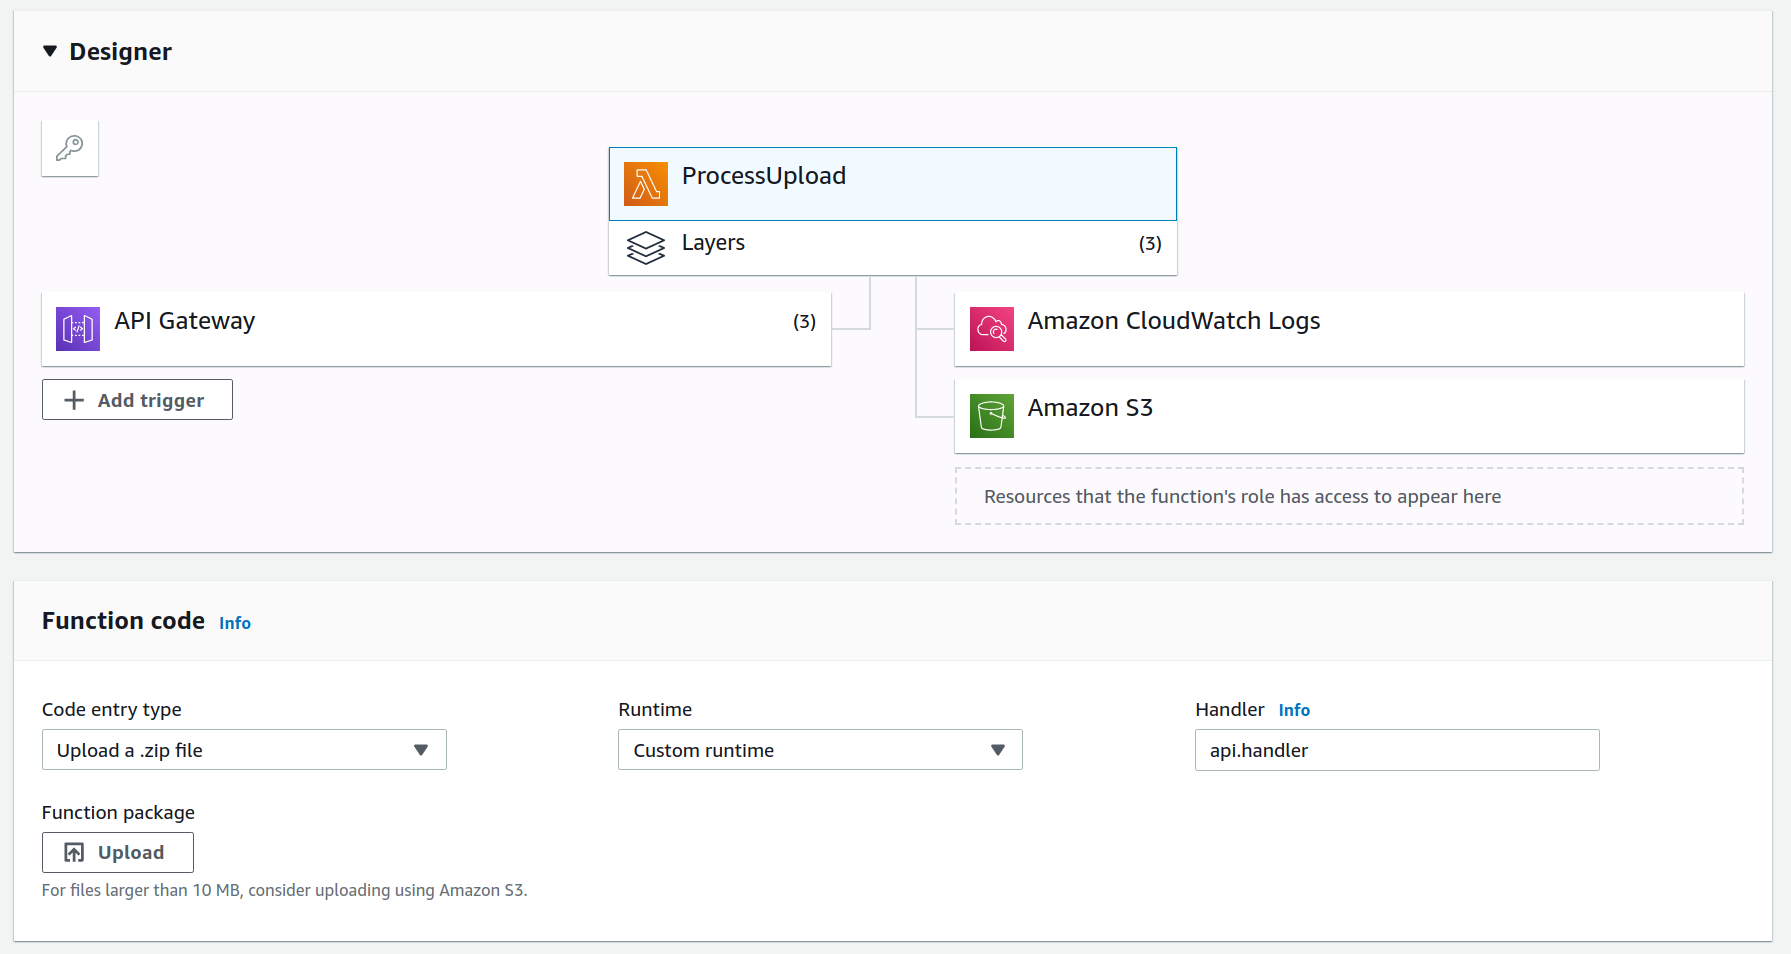 Designer
ProcessUpload
Layers (3)
API Gateway (3)
Add trigger
Amazon CloudWatch Logs
Amazon S3
Resources that the function's role has access to appear here
Function code Info
Code entry type
Upload a .zip file
Runtime
Custom runtime
Handler Info
api.handler
Function package
Upload
For files larger than 10 MB, consider uploading using Amazon S3.